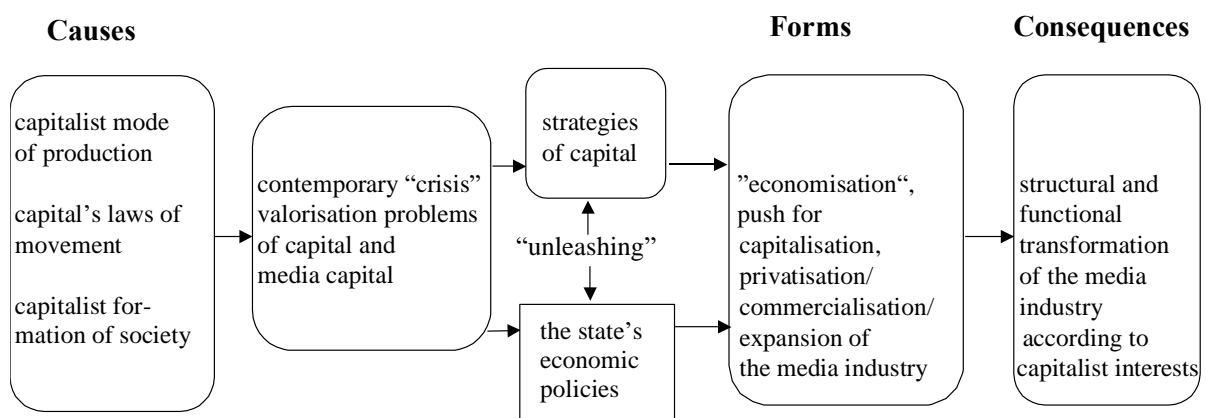 Causes
Forms
Consequences
capitalist mode
of production
capital’s laws of
movement
capitalist for-
mation of society
contemporary “crisis”
valorisation problems
of capital and
media capital
strategies
of capital
“unleashing”
the state’s
economic
policies
”economisation“,
push for
capitalisation,
privatisation/
commercialisation/
expansion of
the media industry
structural and
functional
transformation
of the media
industry
according to
capitalist interests